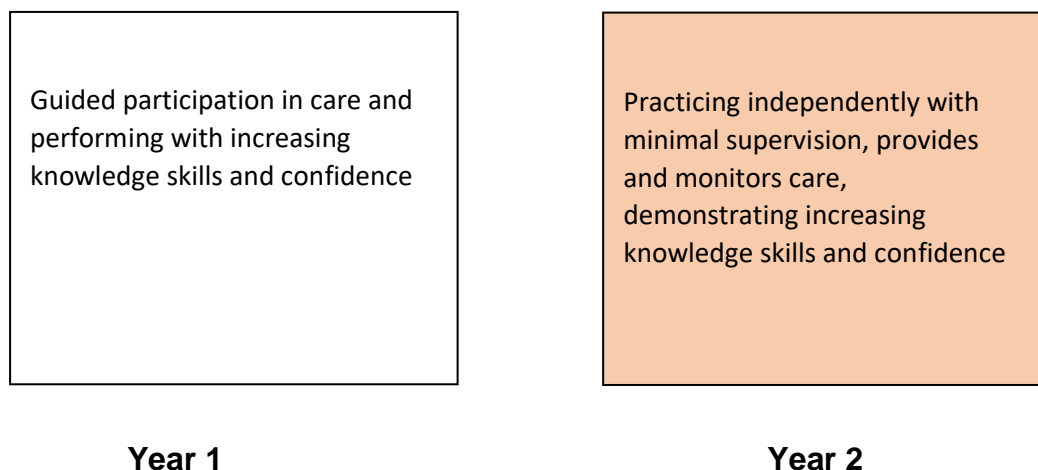 Guided participation in care and
performing with increasing
knowledge skills and confidence
Practicing independently with
minimal supervision, provides
and monitors care,
demonstrating increasing
knowledge skills and confidence
Year 1
Year 2